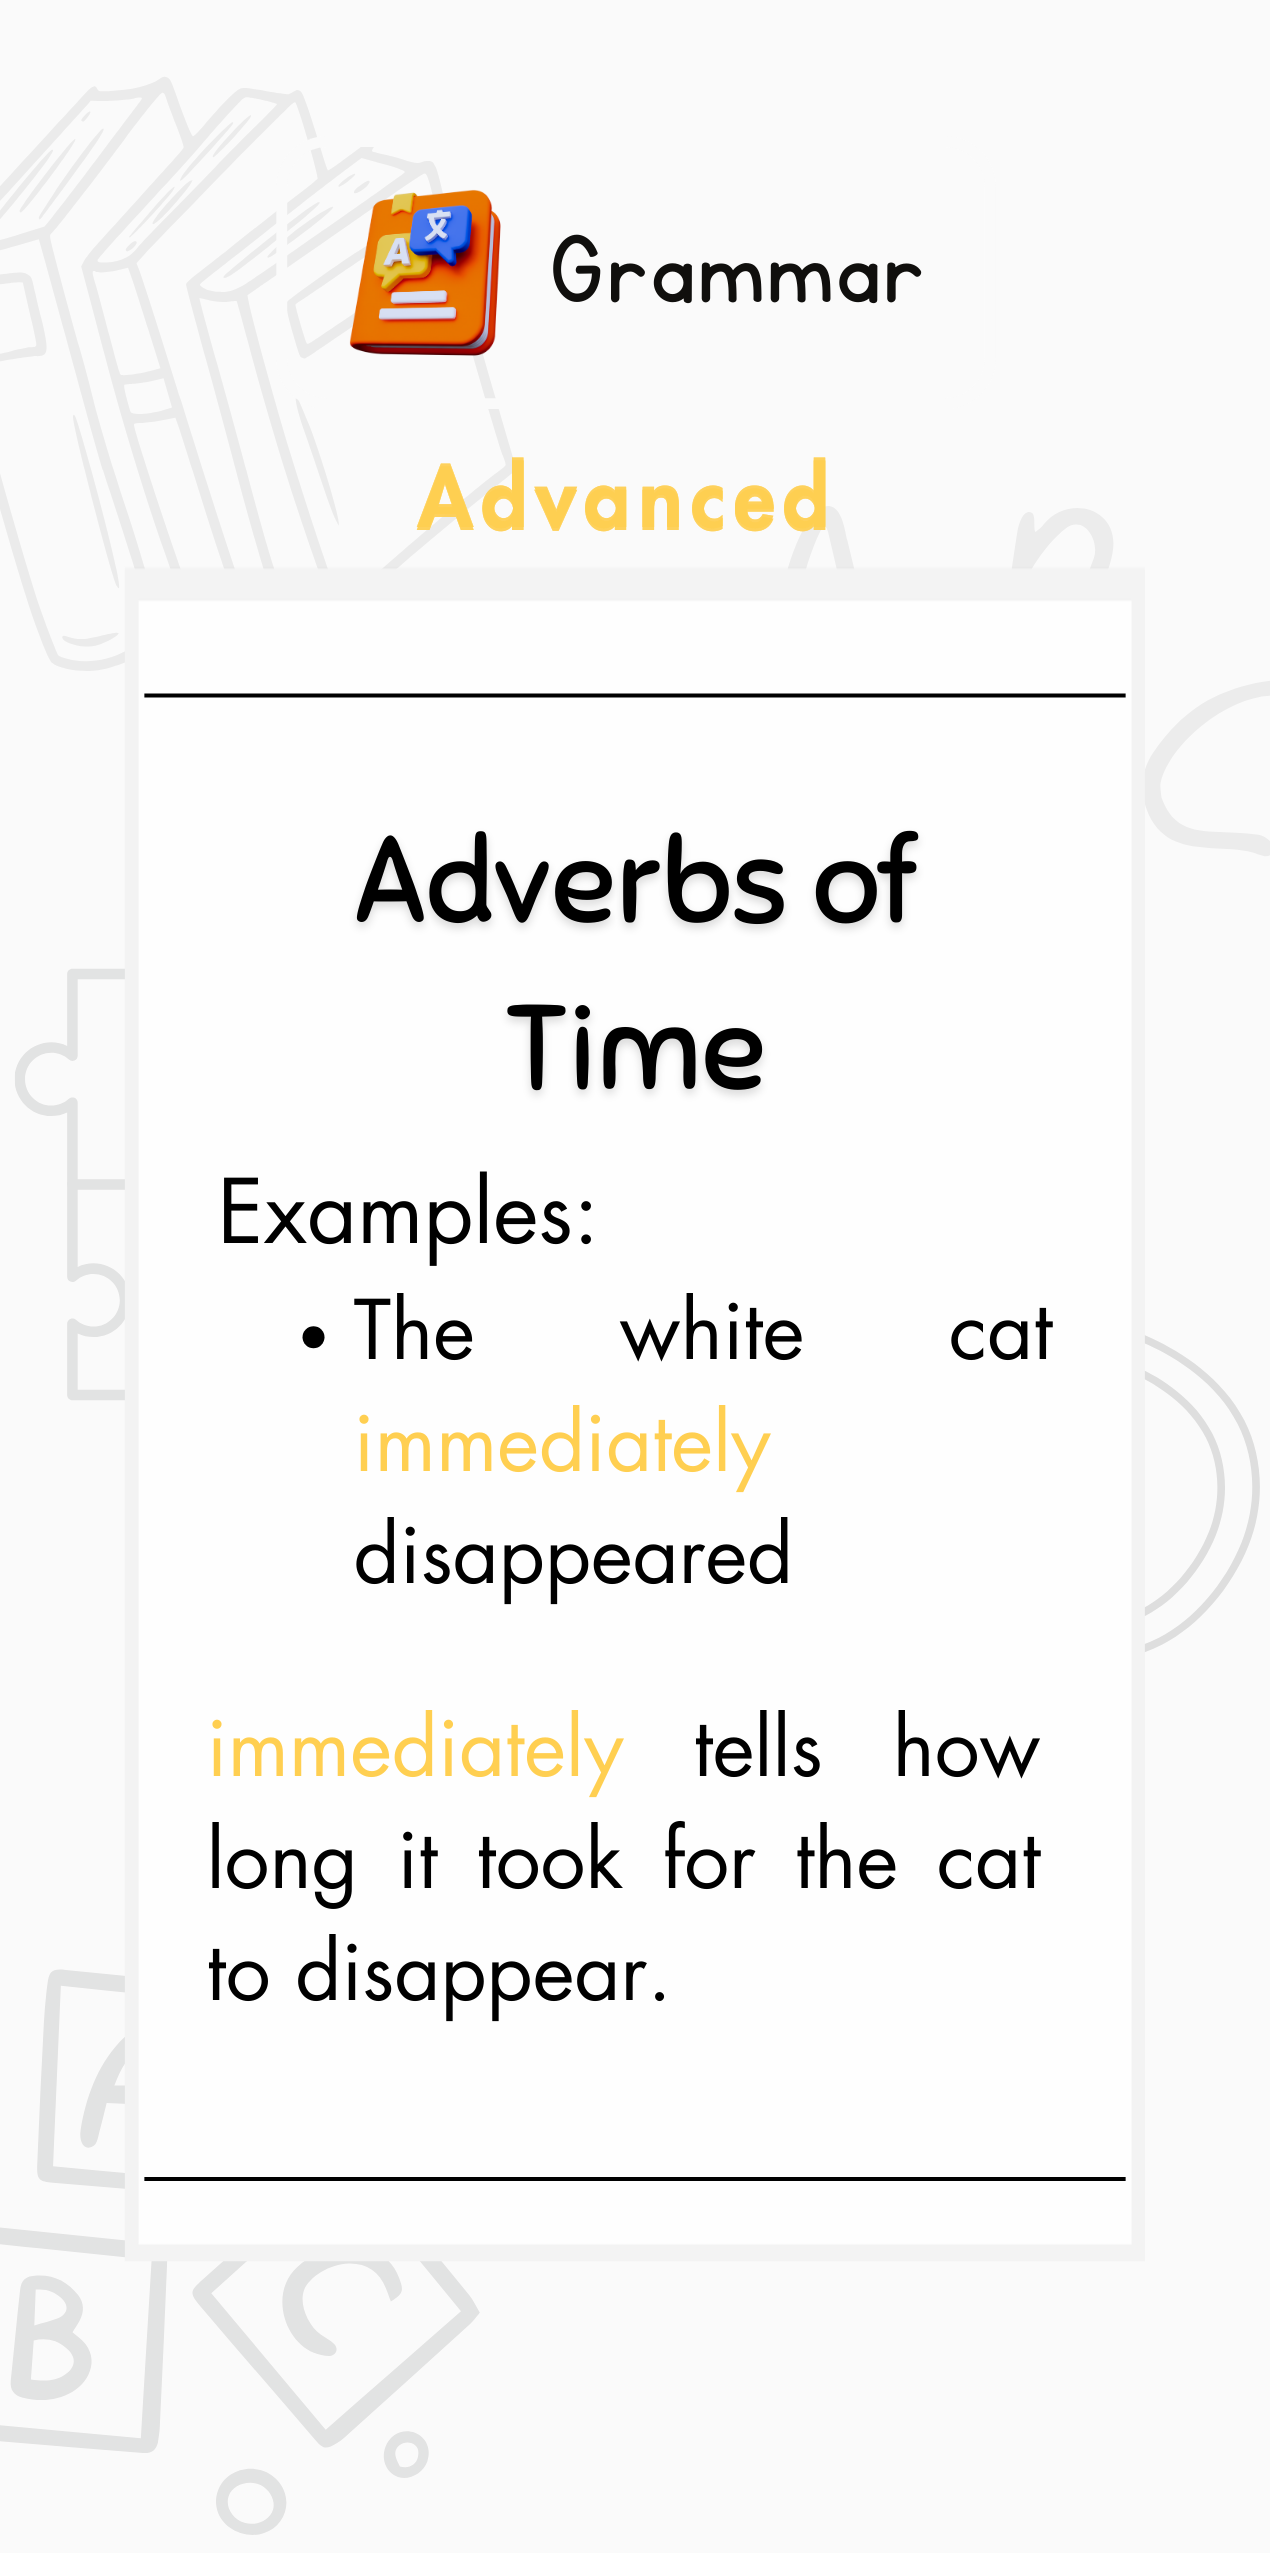 A 文
Grammar
Advanced
Adverbs of
Time
Examples:
• The white cat
immediately
disappeared
immediately tells how
long it took for the cat
to disappear.
A
B
C